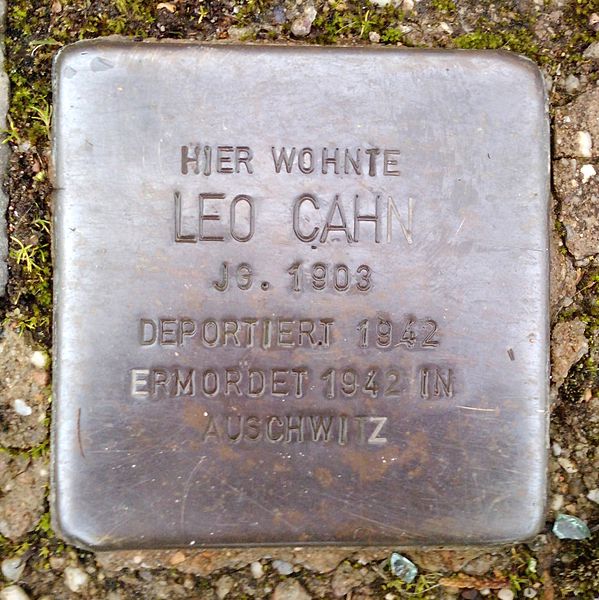 HIER WOHNTE
LEO CAHN
JG. 1903
DEPORTIERT 1942
ERMORDET 1942 IN
AUSCHWITZ